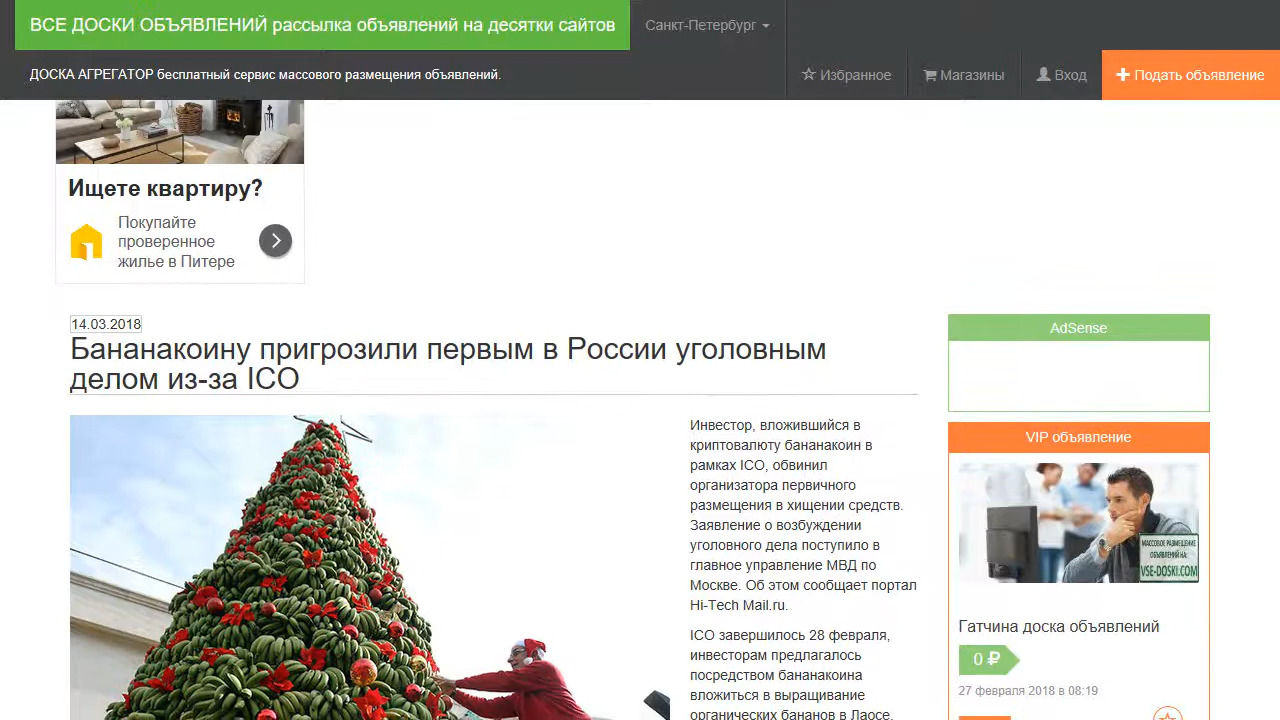 ВСЕ ДОСКИ ОБЪЯВЛЕНИЙ рассылка объявлений на десятки сайтов
Санкт-Петербург
ДОСКА АГРЕГАТОР бесплатный сервис массового размещения объявлений.
Избранное
Магазины
Вход
Подать объявление
Ищете квартиру?
Покупайте
проверенное
жилье в Питере
14.03.2018
Бананакоину пригрозили первым в России уголовным
делом из-за ICO
Инвестор, вложившийся в
криптовалюту бананакоин в
рамках ICO, обвинил
организатора первичного
размещения в хищении средств.
Заявление о возбуждении
уголовного дела поступило в
главное управление МВД по
Москве. Об этом сообщает портал
Hi-Tech Mail.ru.
ICO завершилось 28 февраля,
инвесторам предлагалось
посредством бананакоина
вложиться в выращивание
органических бананов в Лаосе.
AdSense
VIP объявление
МАССОВОЕ РАЗМЕЩЕНИЕ
ОБЪЯВЛЕНИЙ НА:
VSE-DOSKI.COM
Гатчина доска объявлений
0 ₽
27 февраля 2018 в 08:19